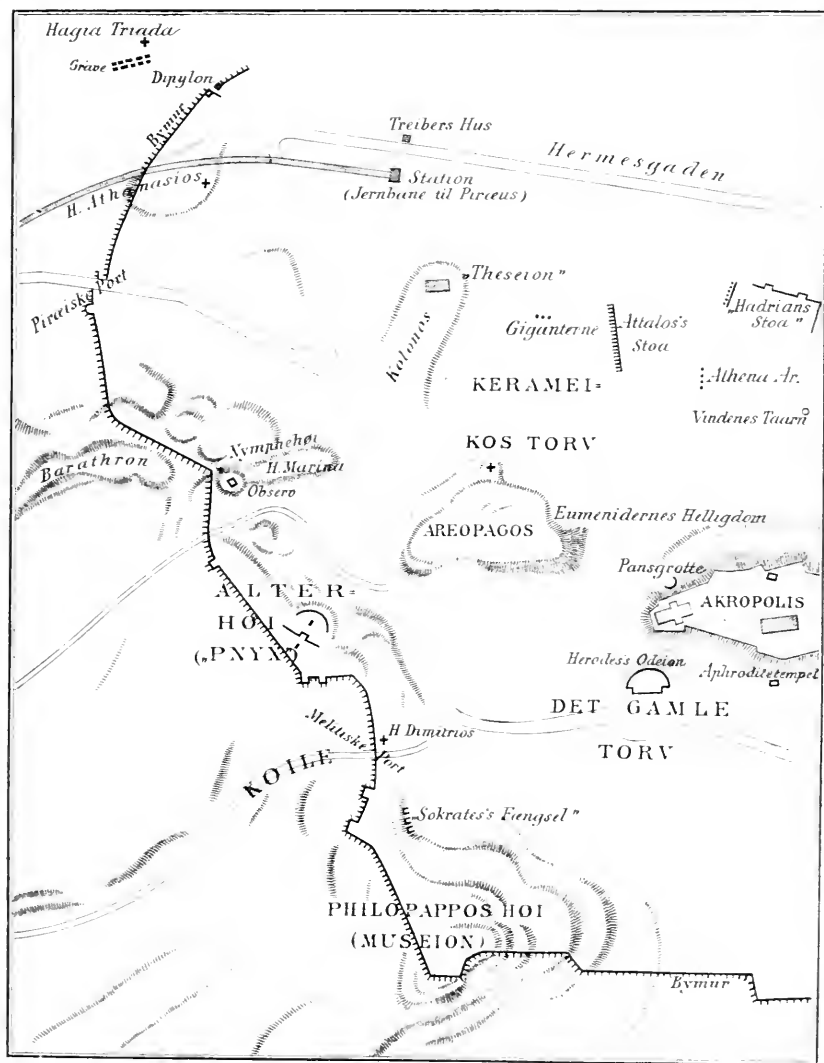 Hagia Triada
Grave
Dipylon
Bymur
Treibers Hus
Hermesgaden
H. Athanasios
Station
(Jernbane til Piræus)
Piræiske Port
„Theseion"
Kolonos
Giganterne
Attalos's
Stoa
„Hadrians
Stoa"
KERAMEI=
Athena Ar.
Vindenes Taarn
KOS TORV
Nymphehøi
H. Marina
Barathron
Observ
AREOPAGOS
Eumenidernes Helligdom
Pansgrotte
AKROPOLIS
ALTER=
HØI
(„PNYX")
Herodes's Odeion
Aphroditetempel
DET GAMLE
TORV
Melitiske Port
H Dimitrios
KOILE
„Sokrates's Fængsel"
PHILOPAPPOS HØI
(MUSEION)
Bymur